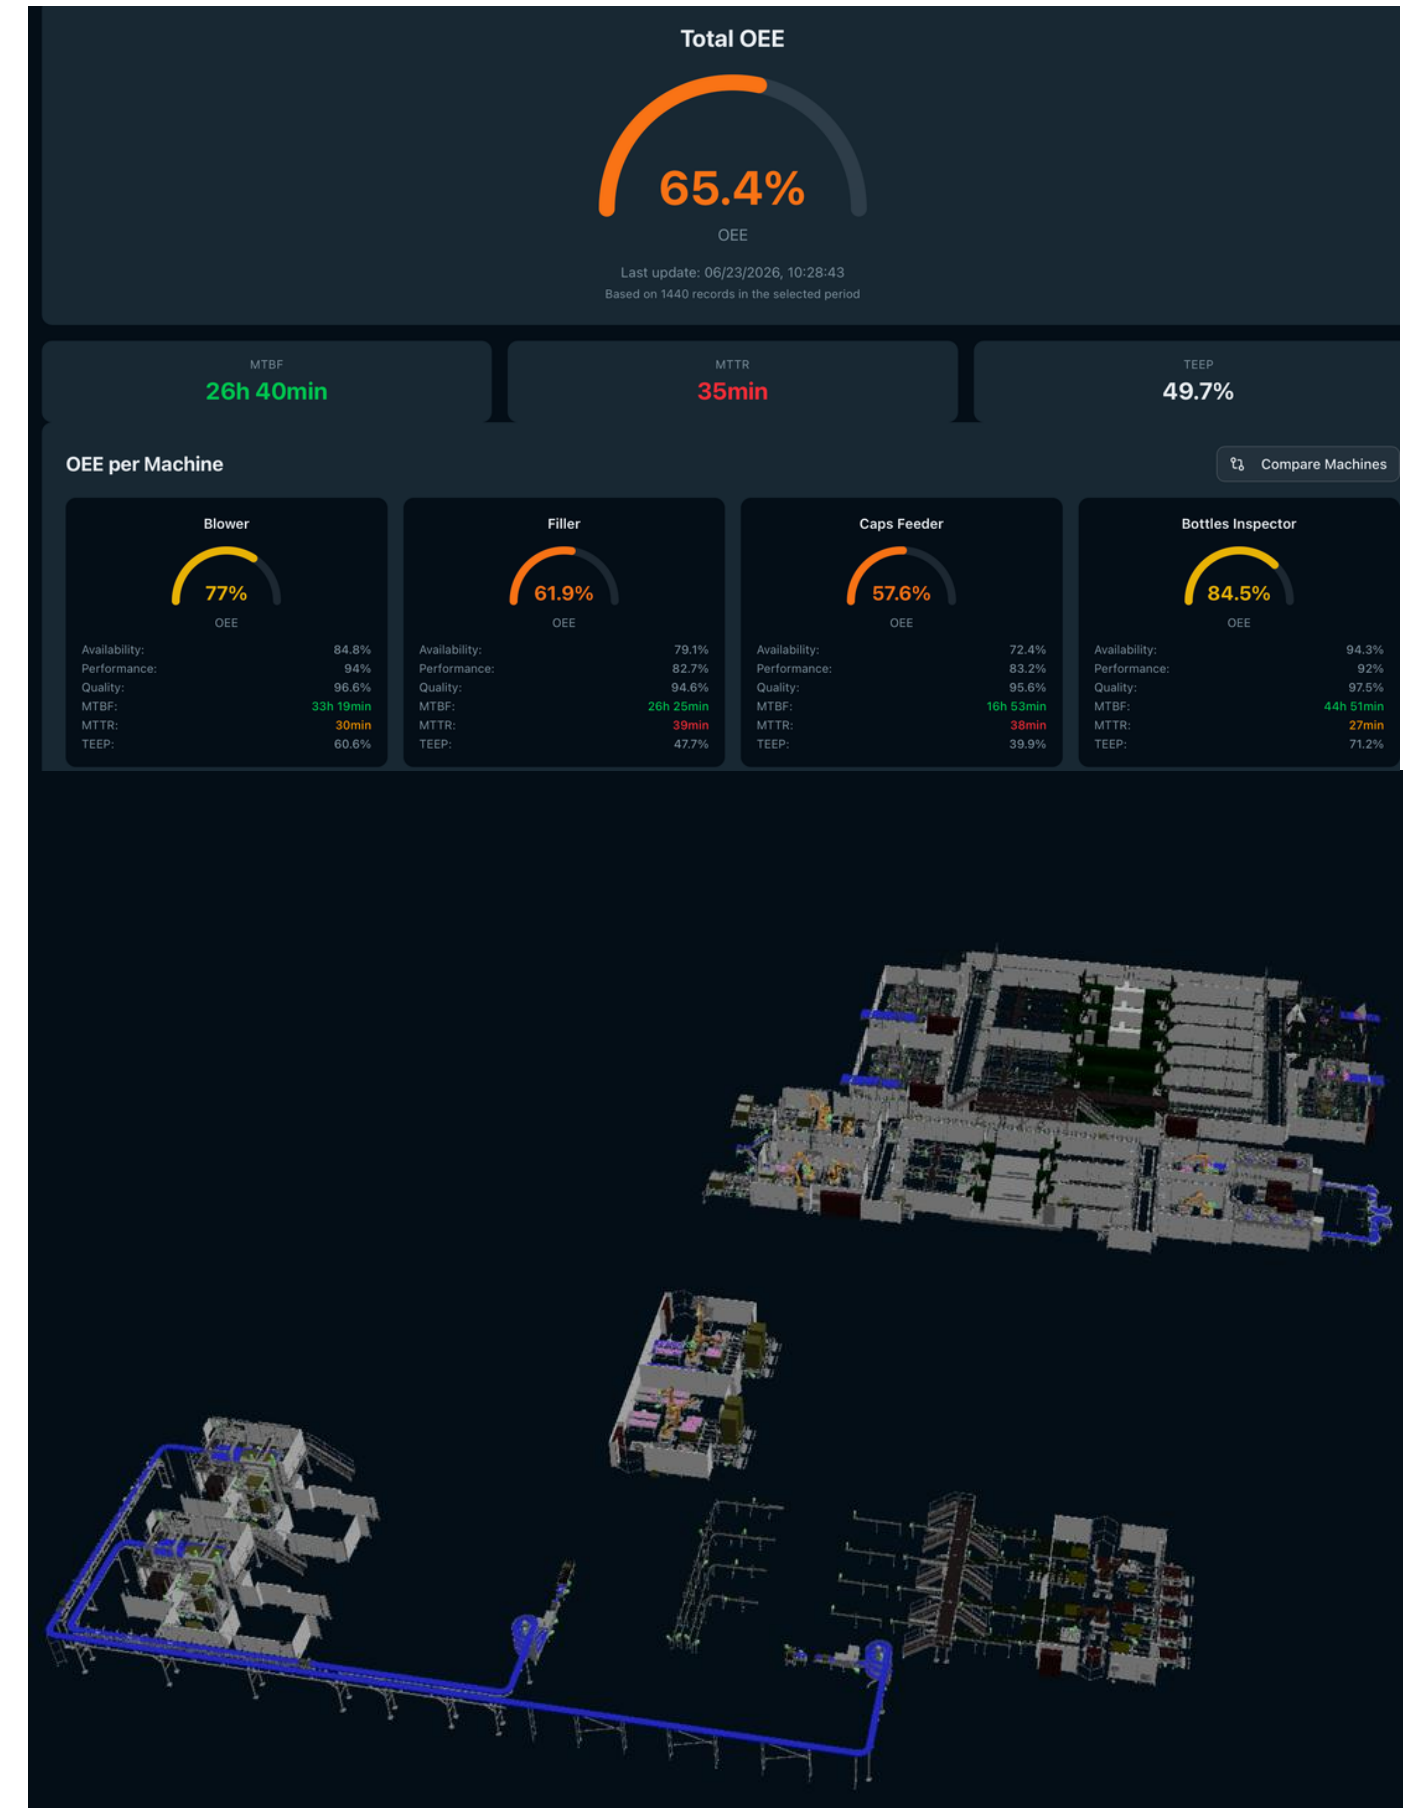 Total OEE
65.4%
OEE
Last update: 06/23/2026, 10:28:43
Based on 1440 records in the selected period
MTBF
26h 40min
MTTR
35min
TEEP
49.7%
OEE per Machine
Compare Machines
Blower
77%
OEE
Availability: 84.8%
Performance: 94%
Quality: 96.6%
MTBF: 33h 19min
MTTR: 30min
TEEP: 60.6%
Filler
61.9%
OEE
Availability: 79.1%
Performance: 82.7%
Quality: 94.6%
MTBF: 26h 25min
MTTR: 39min
TEEP: 47.7%
Caps Feeder
57.6%
OEE
Availability: 72.4%
Performance: 83.2%
Quality: 95.6%
MTBF: 16h 53min
MTTR: 38min
TEEP: 39.9%
Bottles Inspector
84.5%
OEE
Availability: 94.3%
Performance: 92%
Quality: 97.5%
MTBF: 44h 51min
MTTR: 27min
TEEP: 71.2%